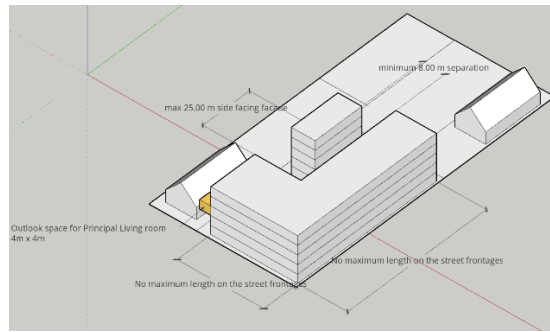 minimum 8.00 m separation
max 25.00 m side facing facade
Outlook space for Principal Living room
4m x 4m
No maximum length on the street frontages
No maximum length on the street frontages